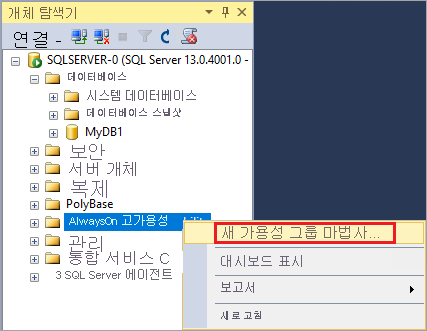 개체 탐색기
연결 -
SQLSERVER-0 (SQL Server 13.0.4001.0 -
데이터베이스
시스템 데이터베이스
데이터베이스 스냅샷
MyDB1
보안
서버 개체
복제
PolyBase
AlwaysOn 고가용성
새 가용성 그룹 마법사...
관리
대시보드 표시
통합 서비스 C
3 SQL Server 에이전트
보고서
새로 고침